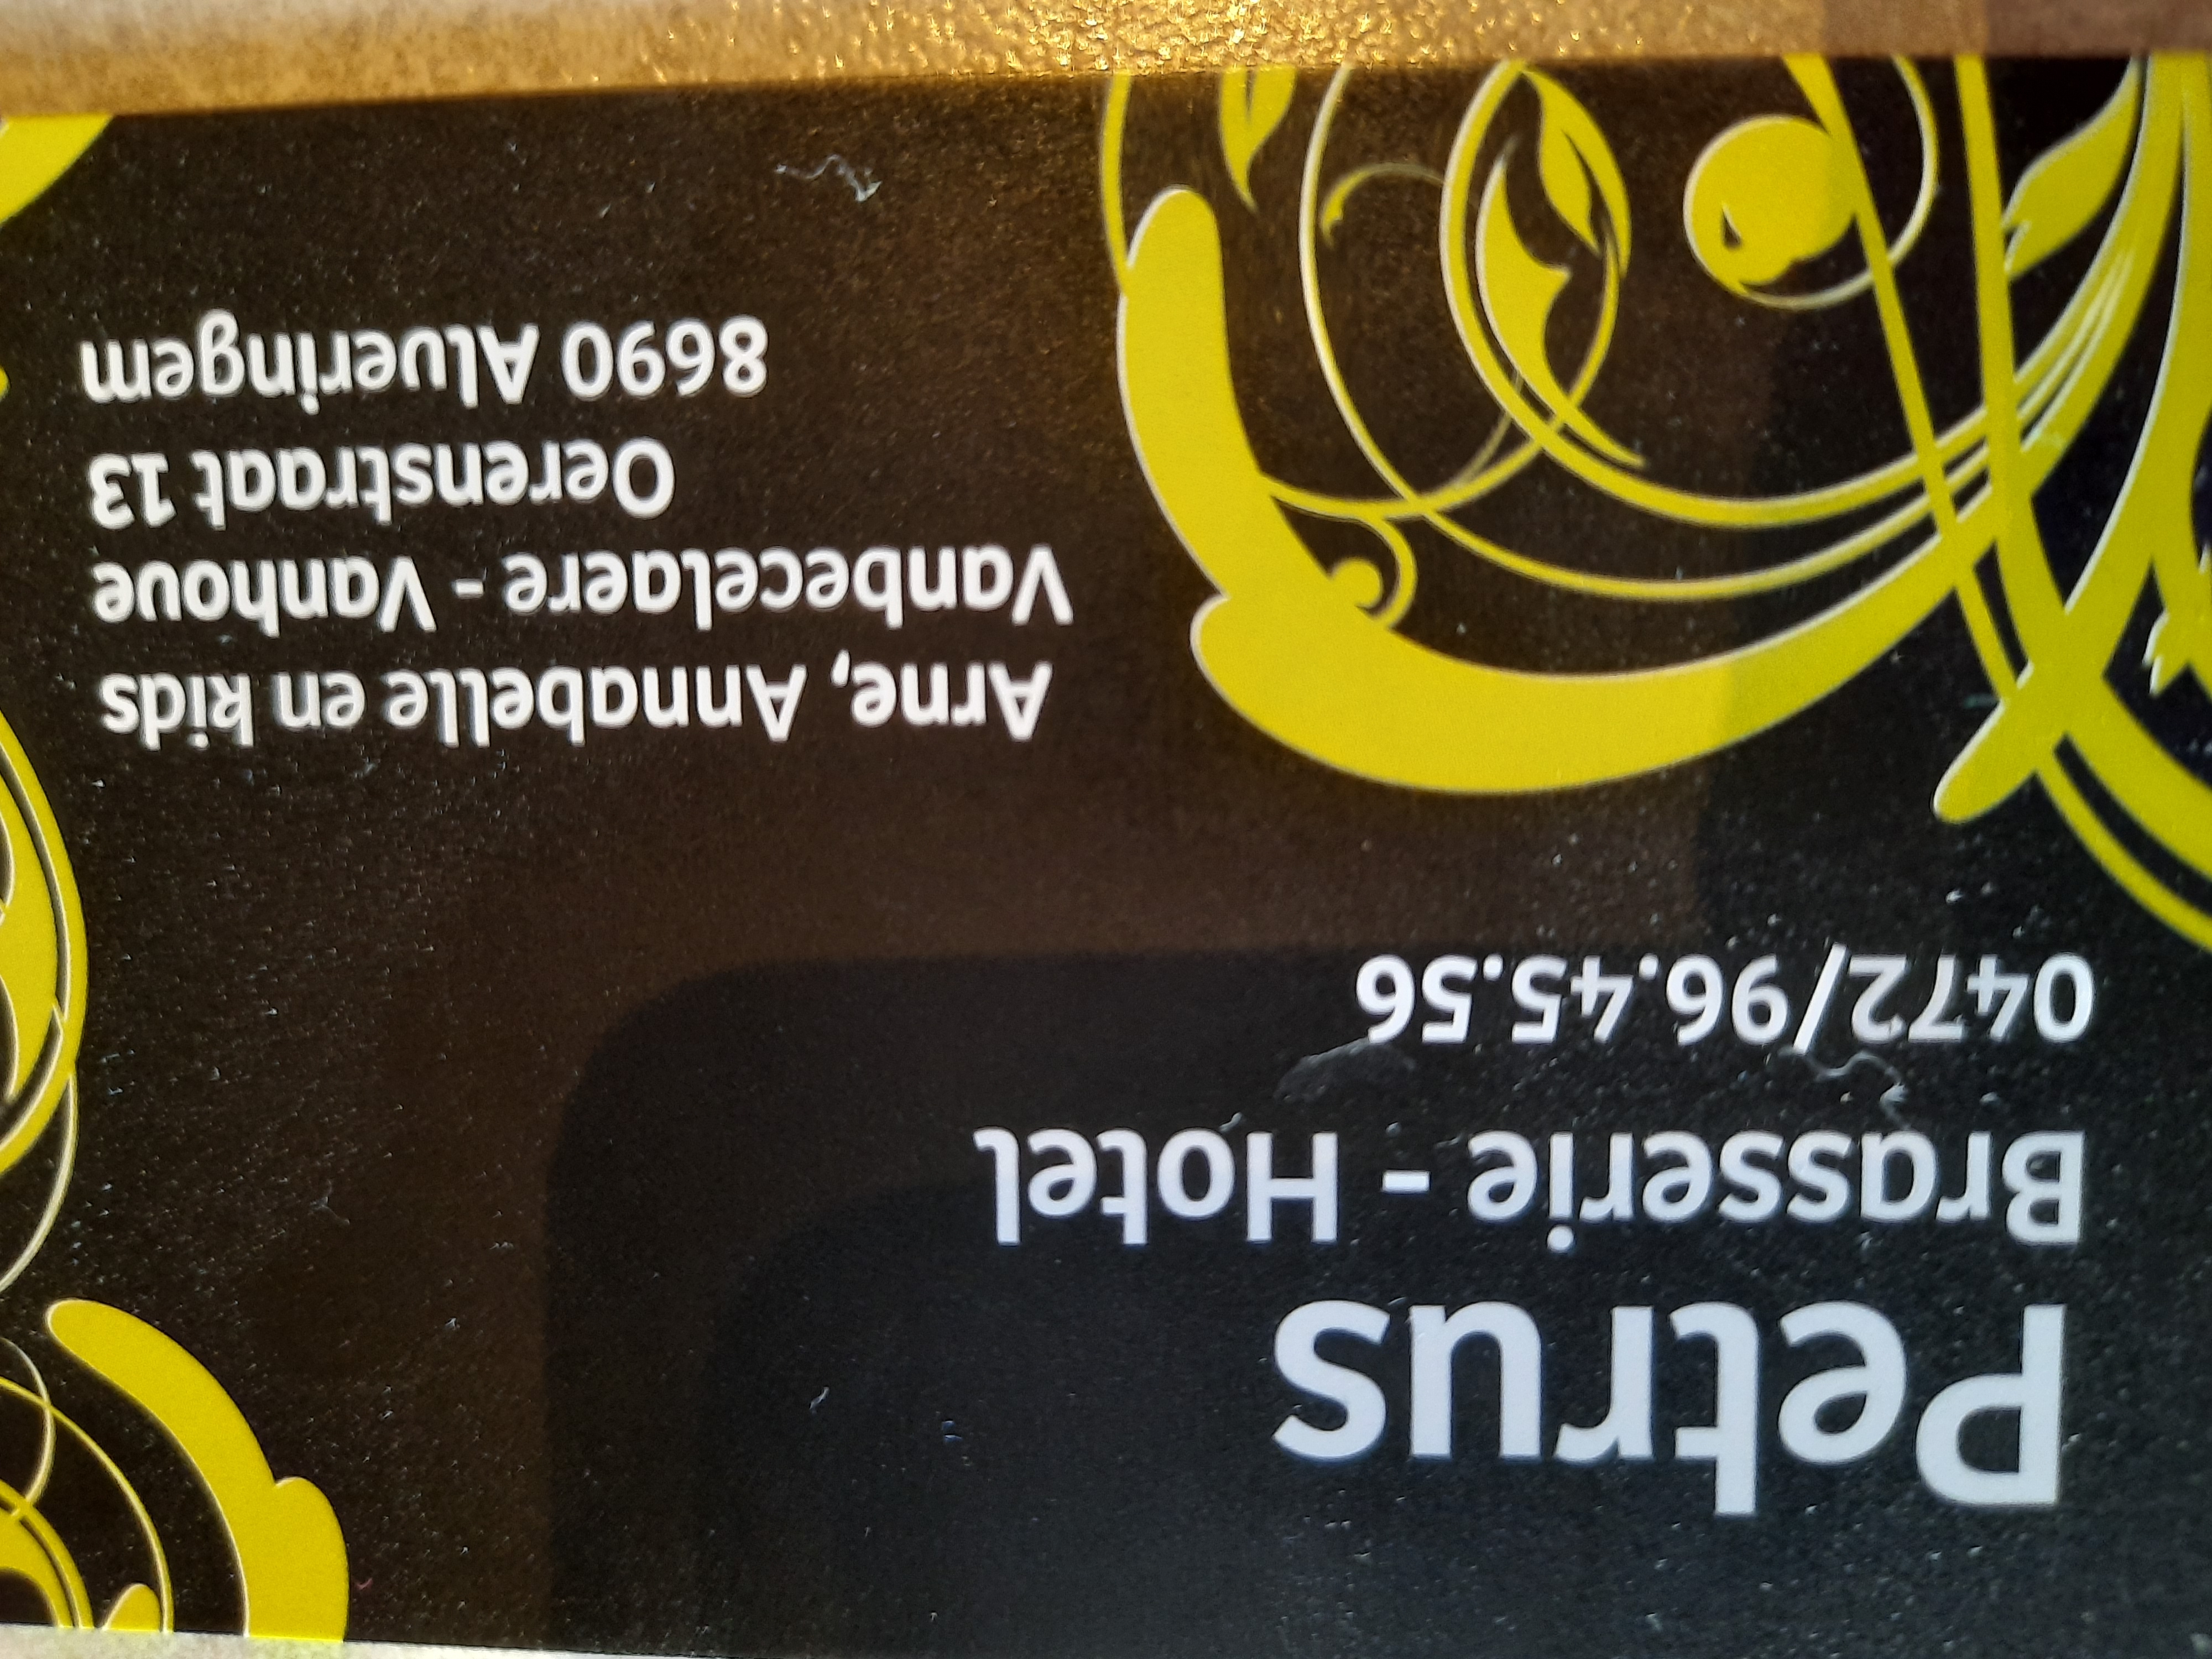 Petrus
Brasserie - Hotel
0472/96.45.56
Arne, Annabelle en kids
Vanbecelaere - Vanhove
Oerenstraat 13
8690 Alveringem